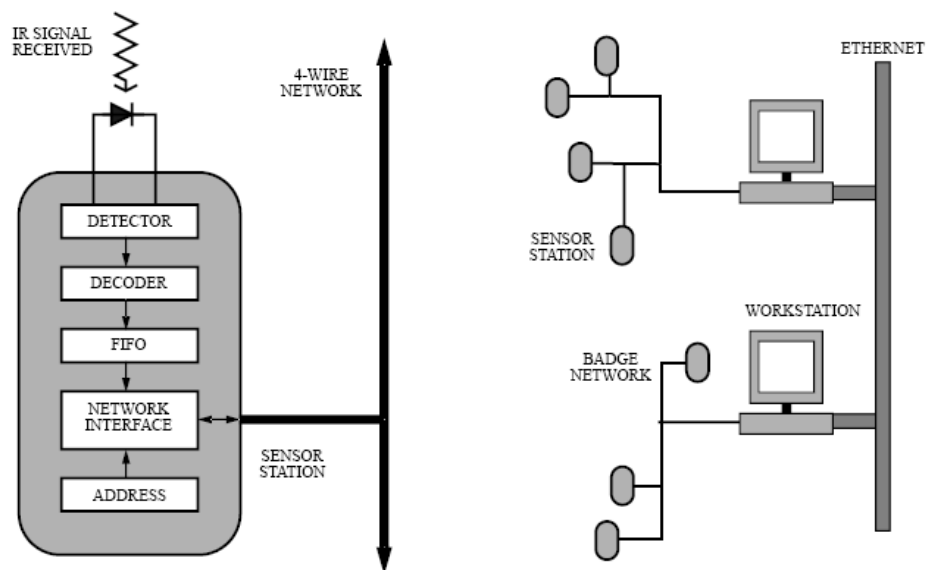 IR SIGNAL
RECEIVED
4-WIRE
NETWORK
DETECTOR
DECODER
FIFO
NETWORK
INTERFACE
ADDRESS
SENSOR
STATION
ETHERNET
SENSOR
STATION
WORKSTATION
BADGE
NETWORK